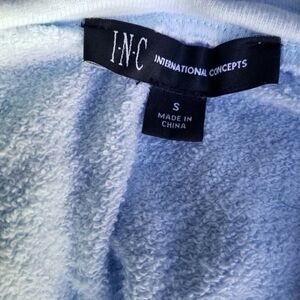 I·N·C INTERNATIONAL CONCEPTS
S
MADE IN
CHINA